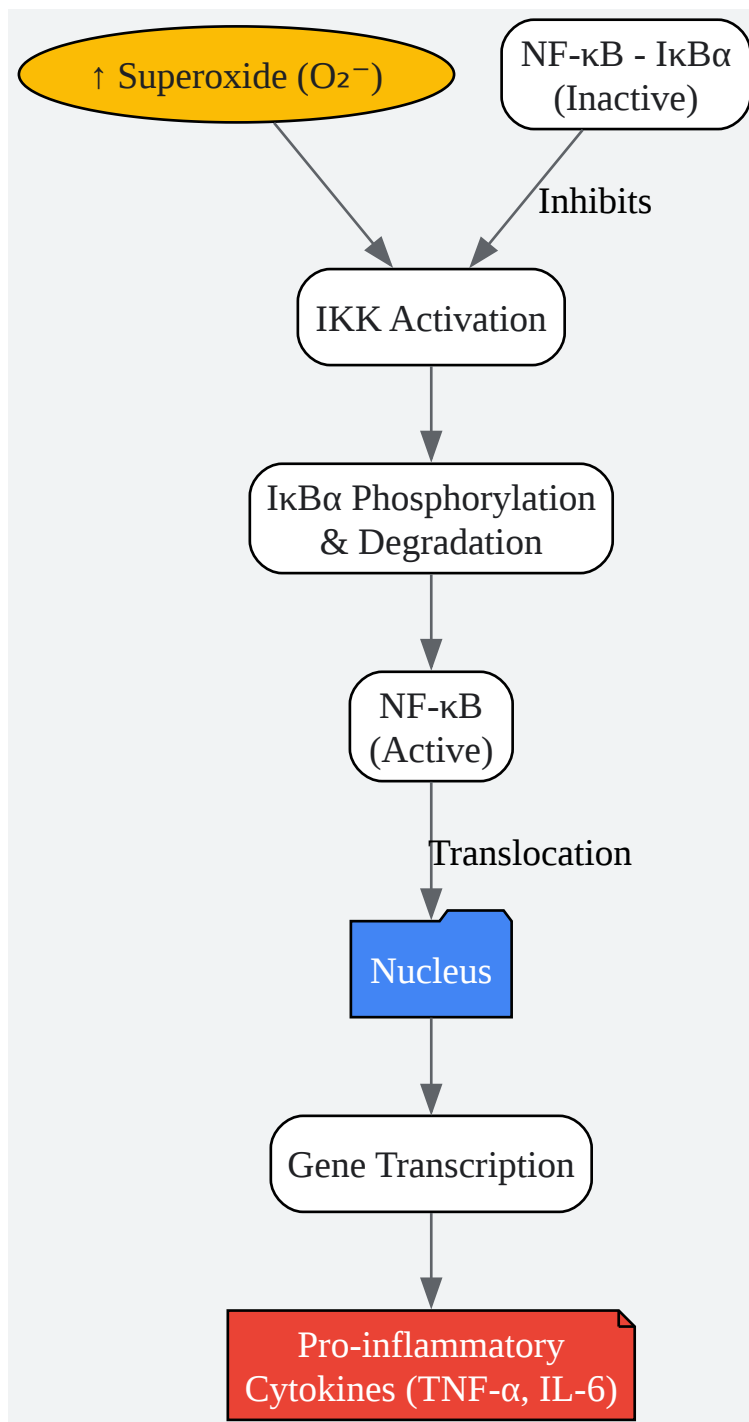 ↑ Superoxide (O₂⁻)
NF-κB - IκBα
(Inactive)
Inhibits
IKK Activation
IκBα Phosphorylation
& Degradation
NF-κB
(Active)
Translocation
Nucleus
Gene Transcription
Pro-inflammatory
Cytokines (TNF-α, IL-6)